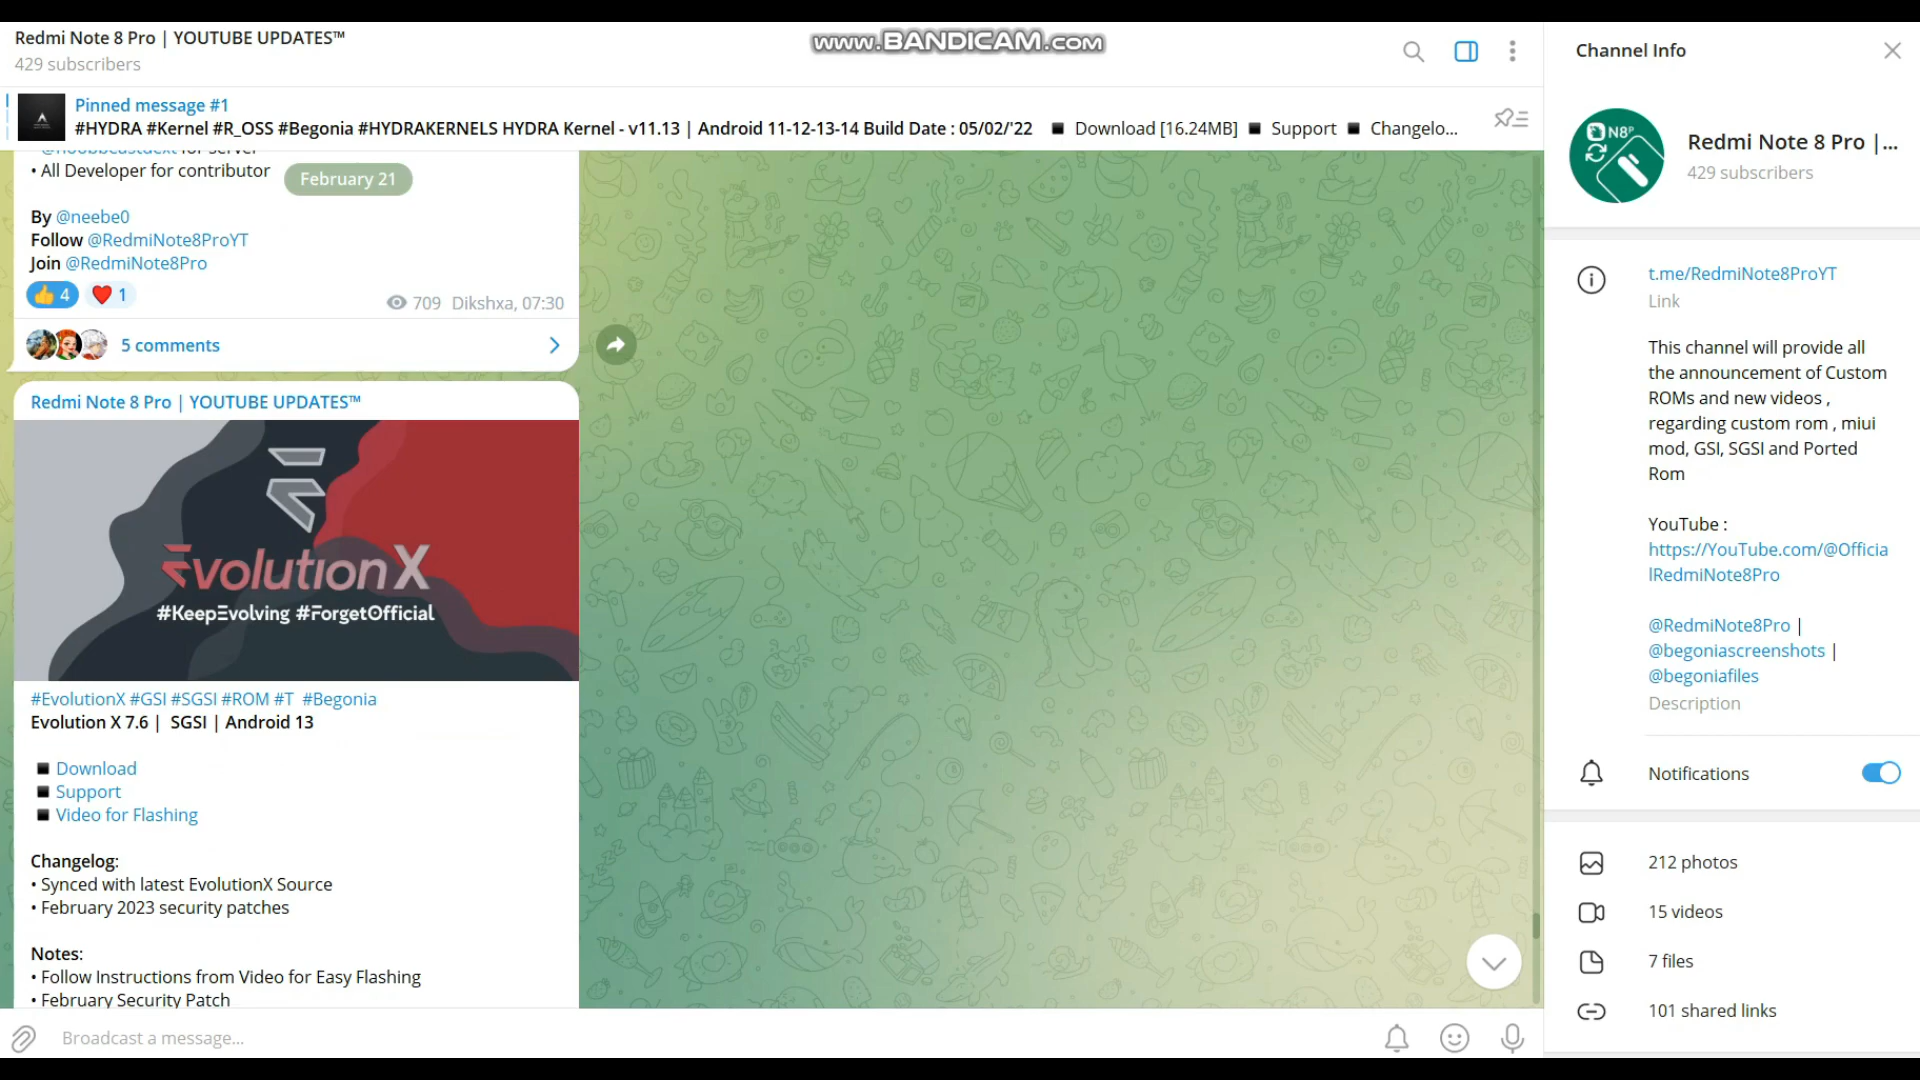 www.BANDICAM.com
Redmi Note 8 Pro | YOUTUBE UPDATES™
429 subscribers
Pinned message #1
#HYDRA #Kernel #R_OSS #Begonia #HYDRAKERNELS HYDRA Kernel - v11.13 | Android 11-12-13-14 Build Date : 05/02/'22 ◾ Download [16.24MB] ◾ Support ◾ Changelo...
• All Developer for contributor
February 21
By @neebe0
Follow @RedmiNote8ProYT
Join @RedmiNote8Pro
👍 4 ❤️ 1
709 Dikshxa, 07:30
5 comments
Redmi Note 8 Pro | YOUTUBE UPDATES™
EvolutionX
#KeepEvolving #ForgetOfficial
#EvolutionX #GSI #SGSI #ROM #T #Begonia
Evolution X 7.6 | SGSI | Android 13
◾ Download
◾ Support
◾ Video for Flashing
Changelog:
• Synced with latest EvolutionX Source
• February 2023 security patches
Notes:
• Follow Instructions from Video for Easy Flashing
• February Security Patch
Broadcast a message...
Channel Info
N8P
Redmi Note 8 Pro |...
429 subscribers
t.me/RedmiNote8ProYT
Link
This channel will provide all
the announcement of Custom
ROMs and new videos ,
regarding custom rom , miui
mod, GSI, SGSI and Ported
Rom
YouTube :
https://YouTube.com/@Officia
lRedmiNote8Pro
@RedmiNote8Pro |
@begoniascreenshots |
@begoniafiles
Description
Notifications
212 photos
15 videos
7 files
101 shared links